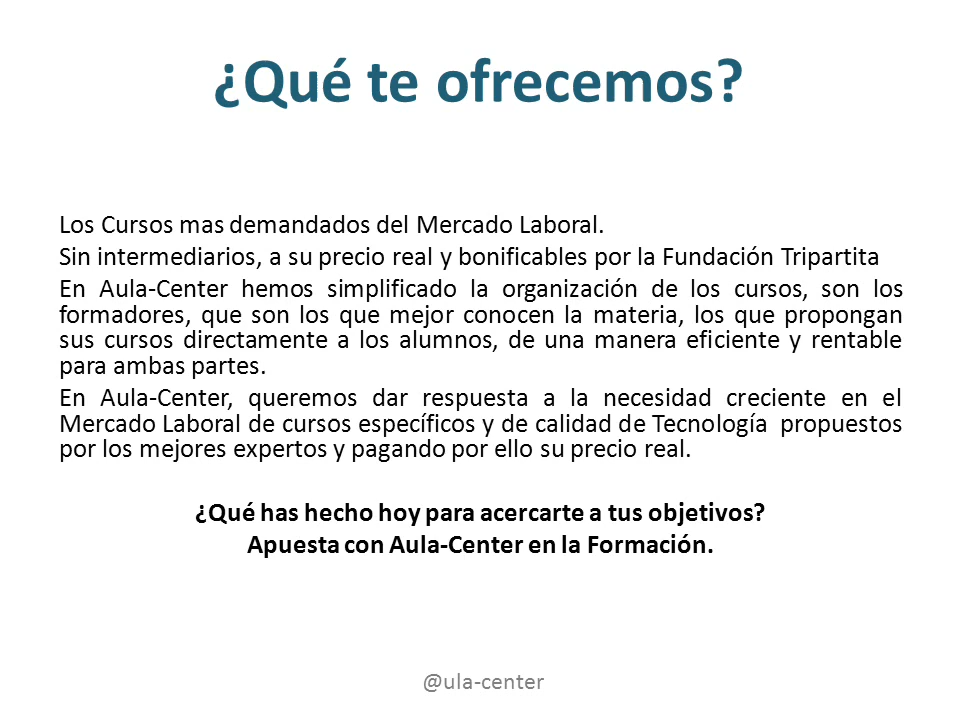 ¿Qué te ofrecemos?
Los Cursos mas demandados del Mercado Laboral.
Sin intermediarios, a su precio real y bonificables por la Fundación Tripartita
En Aula-Center hemos simplificado la organización de los cursos, son los
formadores, que son los que mejor conocen la materia, los que propongan
sus cursos directamente a los alumnos, de una manera eficiente y rentable
para ambas partes.
En Aula-Center, queremos dar respuesta a la necesidad creciente en el
Mercado Laboral de cursos específicos y de calidad de Tecnología  propuestos
por los mejores expertos y pagando por ello su precio real.
¿Qué has hecho hoy para acercarte a tus objetivos?
Apuesta con Aula-Center en la Formación.
@ula-center